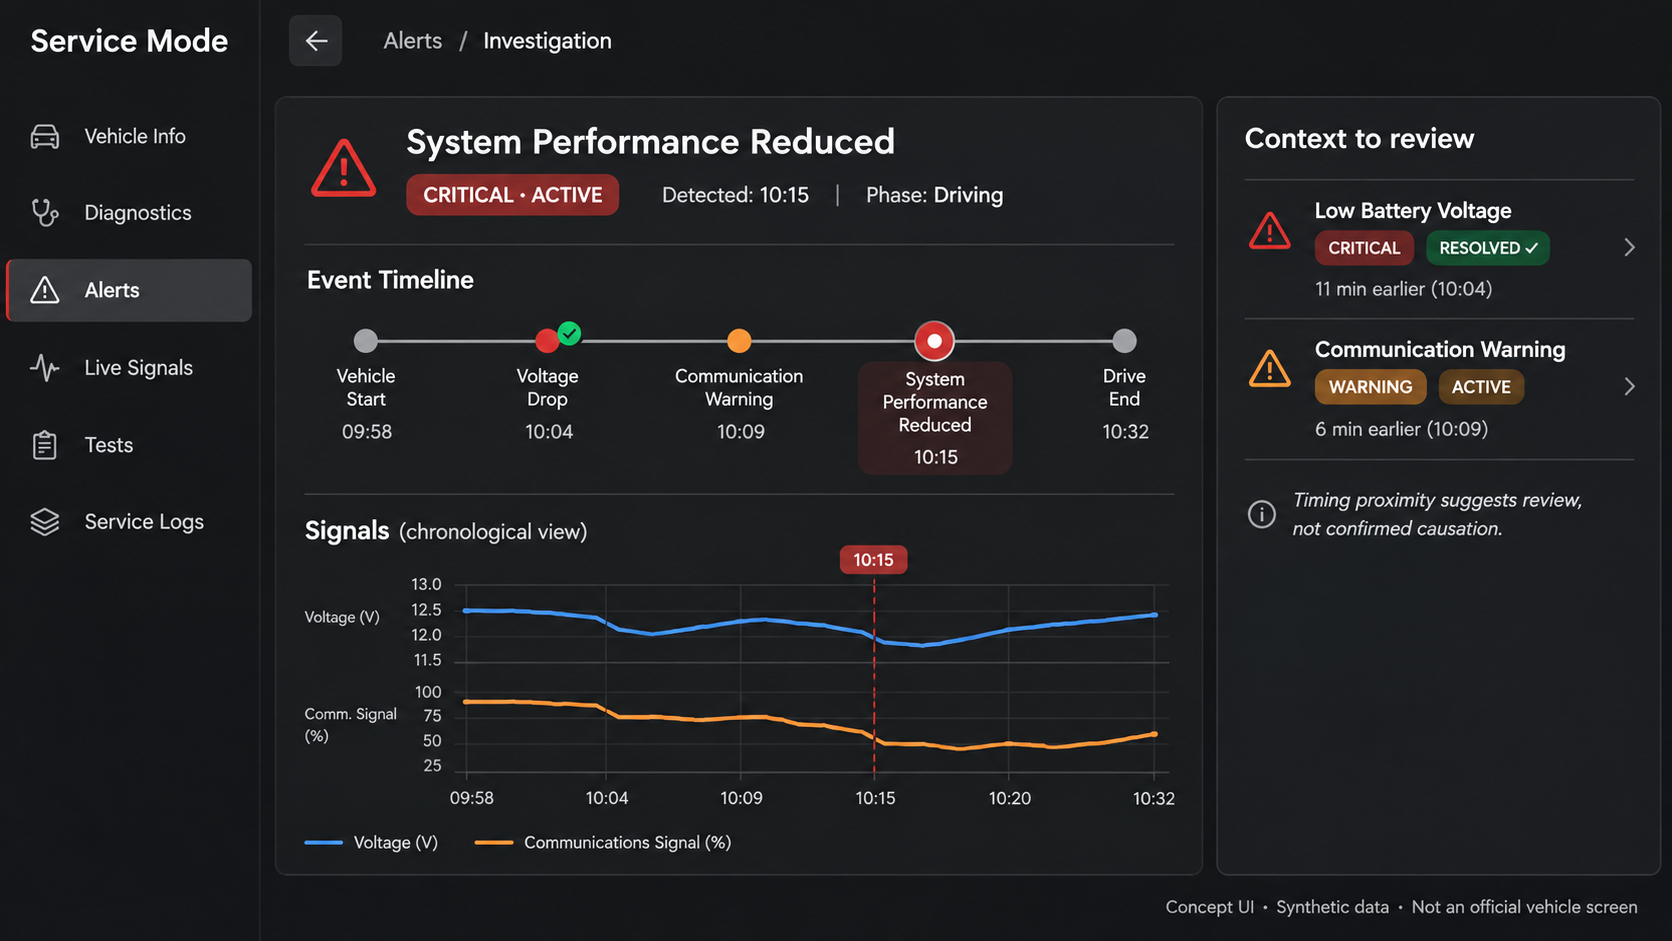 Service Mode
Vehicle Info
Diagnostics
Alerts
Live Signals
Tests
Service Logs
Alerts / Investigation
System Performance Reduced
CRITICAL • ACTIVE
Detected: 10:15 | Phase: Driving
Event Timeline
Vehicle
Start
09:58
Voltage
Drop
10:04
Communication
Warning
10:09
System
Performance
Reduced
10:15
Drive
End
10:32
Signals (chronological view)
10:15
Voltage (V)
13.0
12.5
12.0
11.5
Comm. Signal
(%)
100
75
50
25
09:58 10:04 10:09 10:15 10:20 10:32
Voltage (V) Communications Signal (%)
Context to review
Low Battery Voltage
CRITICAL RESOLVED ✓
11 min earlier (10:04)
Communication Warning
WARNING ACTIVE
6 min earlier (10:09)
Timing proximity suggests review,
not confirmed causation.
Concept UI • Synthetic data • Not an official vehicle screen